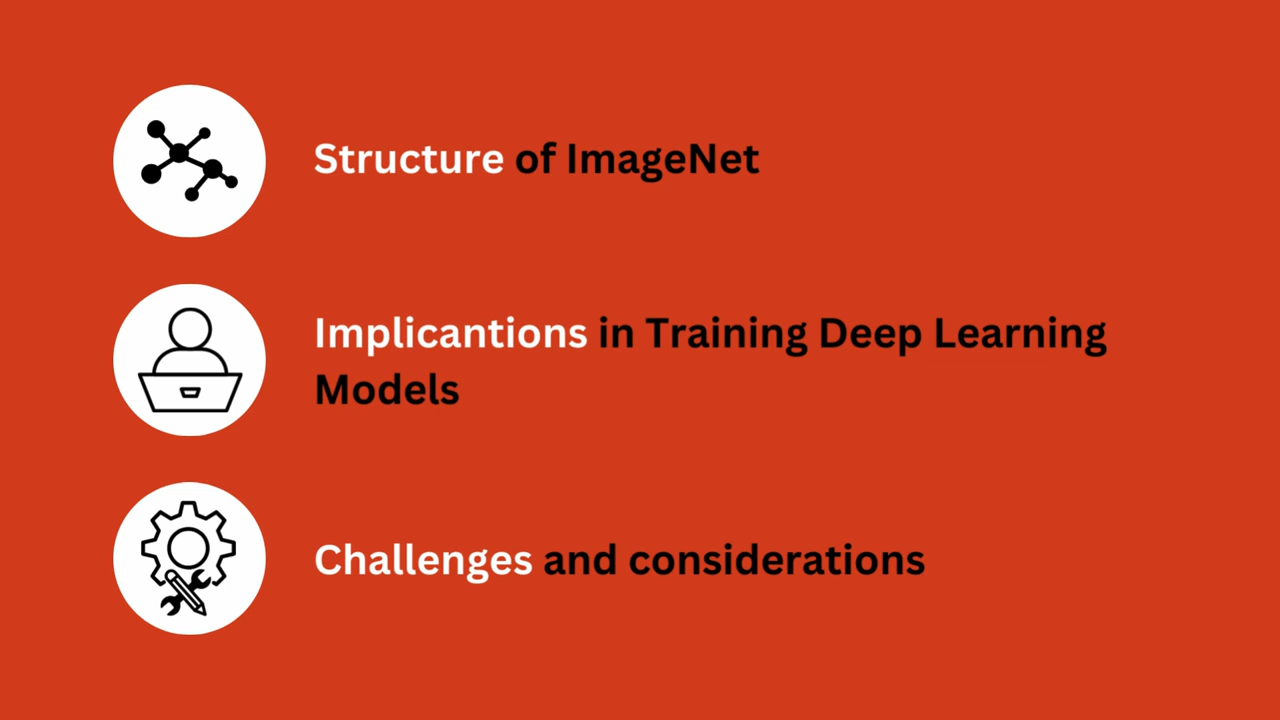 Structure of ImageNet
Implicantions in Training Deep Learning
Models
Challenges and considerations